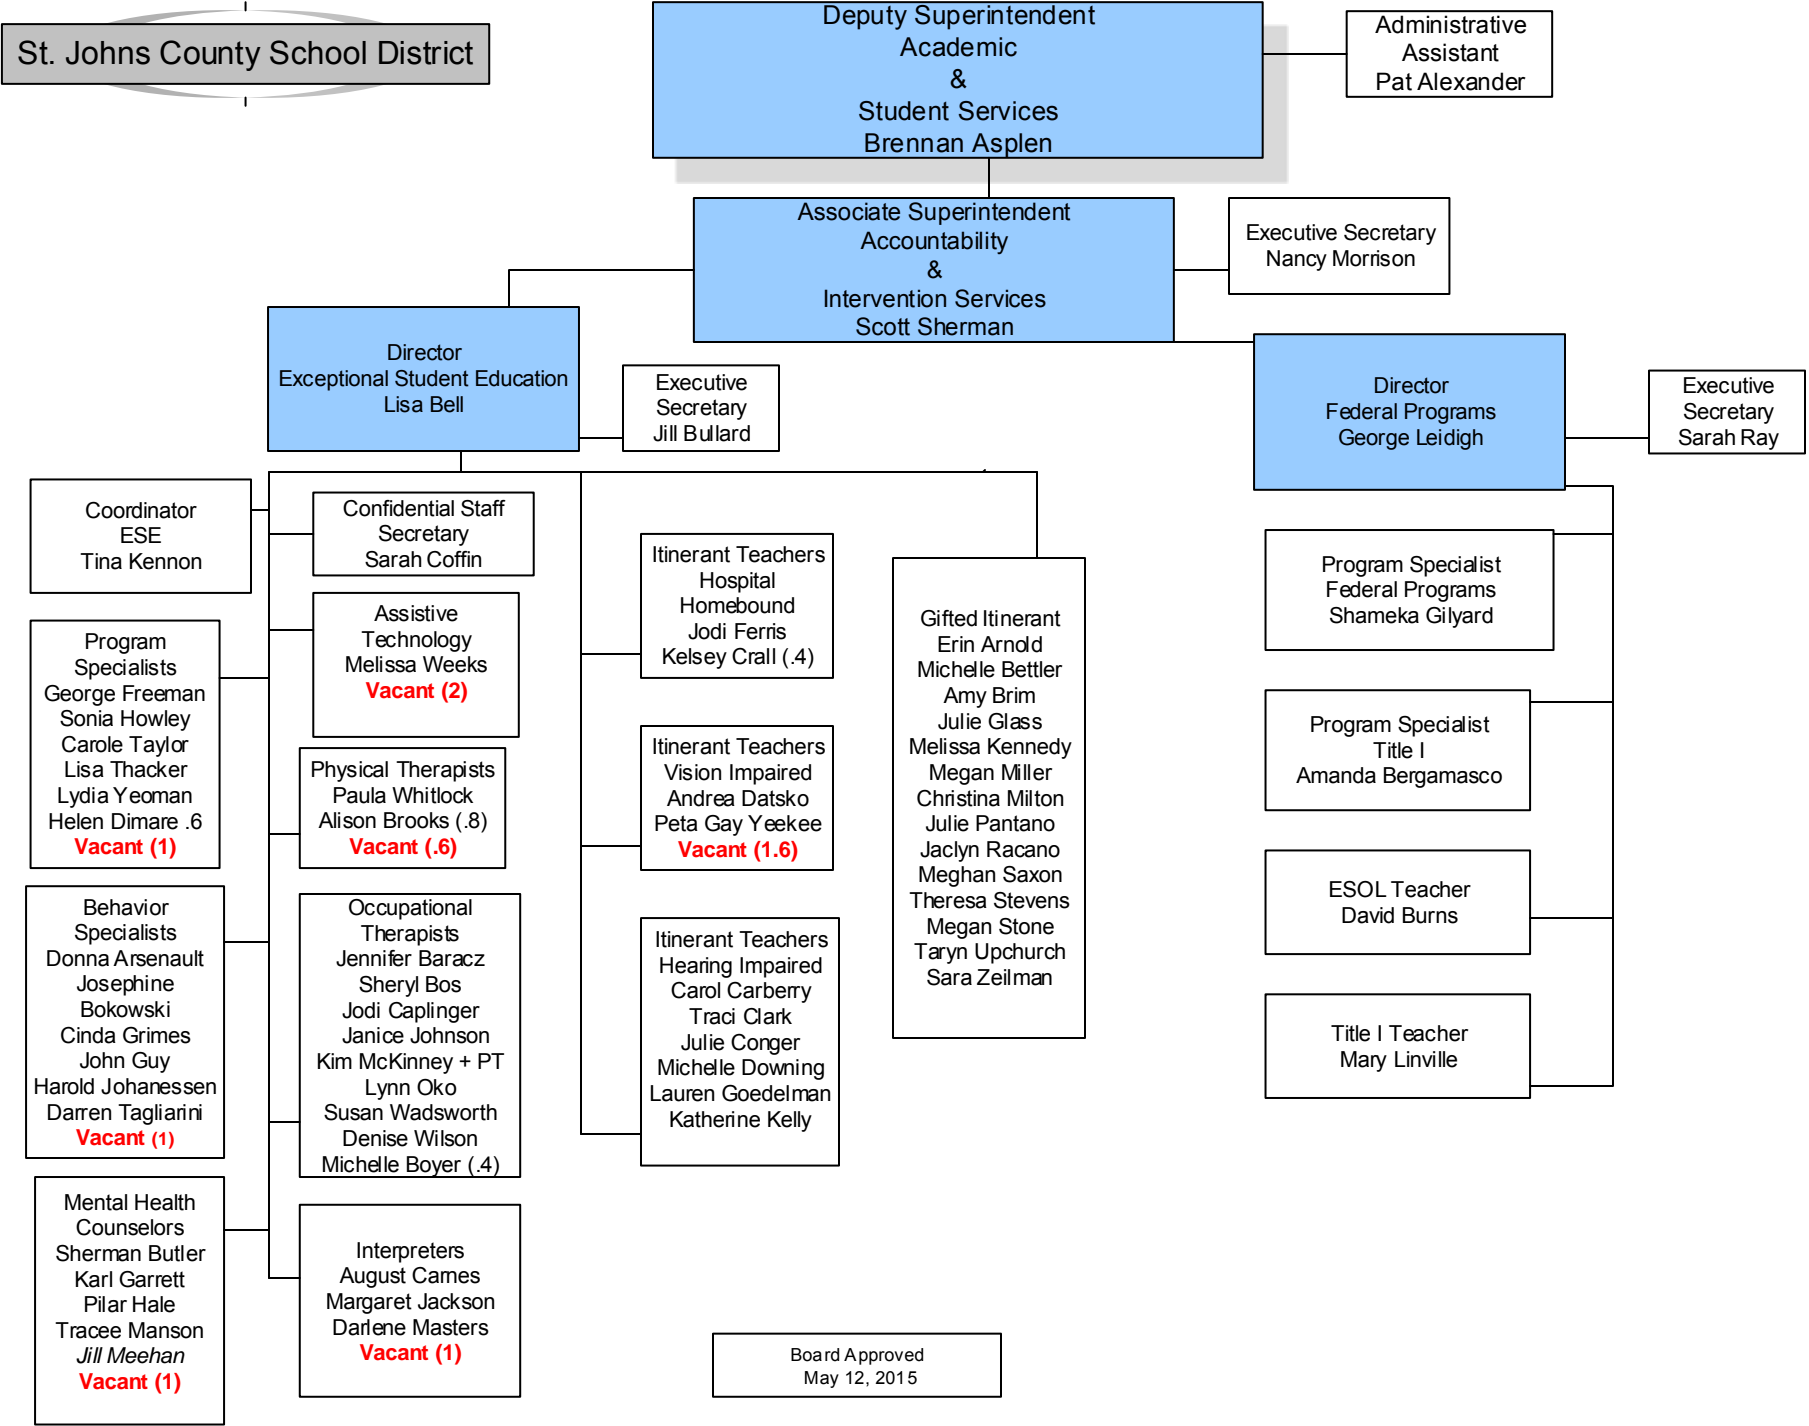 St. Johns County School District
Deputy Superintendent
Academic
&
Student Services
Brennan Asplen
Administrative
Assistant
Pat Alexander
Associate Superintendent
Accountability
&
Intervention Services
Scott Sherman
Executive Secretary
Nancy Morrison
Director
Exceptional Student Education
Lisa Bell
Executive
Secretary
Jill Bullard
Director
Federal Programs
George Leidigh
Executive
Secretary
Sarah Ray
Coordinator
ESE
Tina Kennon
Program
Specialists
George Freeman
Sonia Howley
Carole Taylor
Lisa Thacker
Lydia Yeoman
Helen Dimare .6
Vacant (1)
Behavior
Specialists
Donna Arsenault
Josephine
Bokowski
Cinda Grimes
John Guy
Harold Johanessen
Darren Tagliarini
Vacant (1)
Mental Health
Counselors
Sherman Butler
Karl Garrett
Pilar Hale
Tracee Manson
Jill Meehan
Vacant (1)
Confidential Staff
Secretary
Sarah Coffin
Assistive
Technology
Melissa Weeks
Vacant (2)
Physical Therapists
Paula Whitlock
Alison Brooks (.8)
Vacant (.6)
Occupational
Therapists
Jennifer Baracz
Sheryl Bos
Jodi Caplinger
Janice Johnson
Kim McKinney + PT
Lynn Oko
Susan Wadsworth
Denise Wilson
Michelle Boyer (.4)
Interpreters
August Carnes
Margaret Jackson
Darlene Masters
Vacant (1)
Itinerant Teachers
Hospital
Homebound
Jodi Ferris
Kelsey Crall (.4)
Itinerant Teachers
Vision Impaired
Andrea Datsko
Peta Gay Yeekee
Vacant (1.6)
Itinerant Teachers
Hearing Impaired
Carol Carberry
Traci Clark
Julie Conger
Michelle Downing
Lauren Goedelman
Katherine Kelly
Gifted Itinerant
Erin Arnold
Michelle Bettler
Amy Brim
Julie Glass
Melissa Kennedy
Megan Miller
Christina Milton
Julie Pantano
Jaclyn Racano
Meghan Saxon
Theresa Stevens
Megan Stone
Taryn Upchurch
Sara Zeilman
Program Specialist
Federal Programs
Shameka Gilyard
Program Specialist
Title I
Amanda Bergamasco
ESOL Teacher
David Burns
Title I Teacher
Mary Linville
Board Approved
May 12, 2015